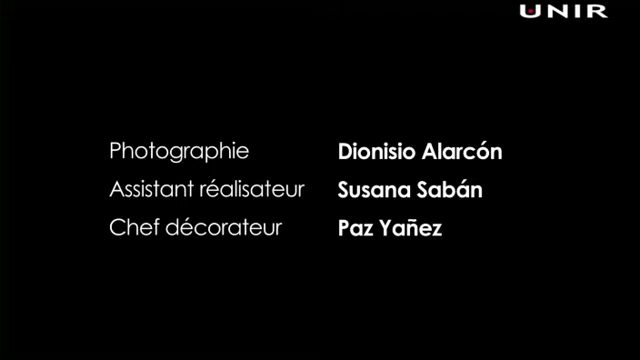 UNIR
Photographie Dionisio Alarcón
Assistant réalisateur Susana Sabán
Chef décorateur Paz Yañez